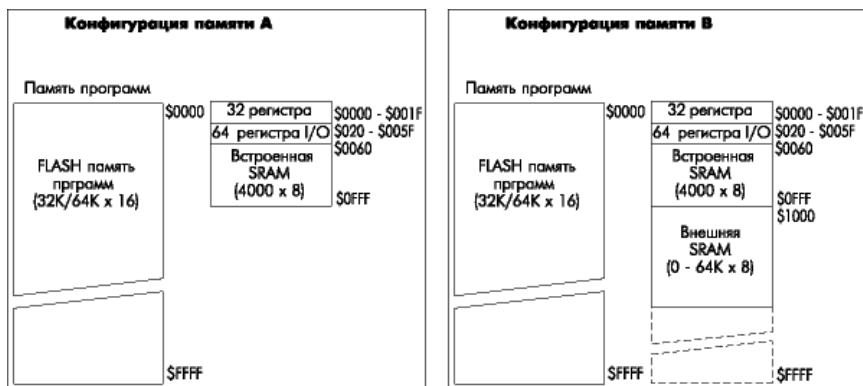 Конфигурация памяти A
Память программ
$0000
32 регистра
$0000 - $001F
64 регистра I/O
$020 - $005F
$0060
FLASH память
прграмм
(32K/64K x 16)
Встроенная
SRAM
(4000 x 8)
$0FFF
$FFFF
Конфигурация памяти B
Память программ
$0000
32 регистра
$0000 - $001F
64 регистра I/O
$020 - $005F
$0060
FLASH память
прграмм
(32K/64K x 16)
Встроенная
SRAM
(4000 x 8)
$0FFF
$1000
Внешняя
SRAM
(0 - 64K x 8)
$FFFF
$FFFF